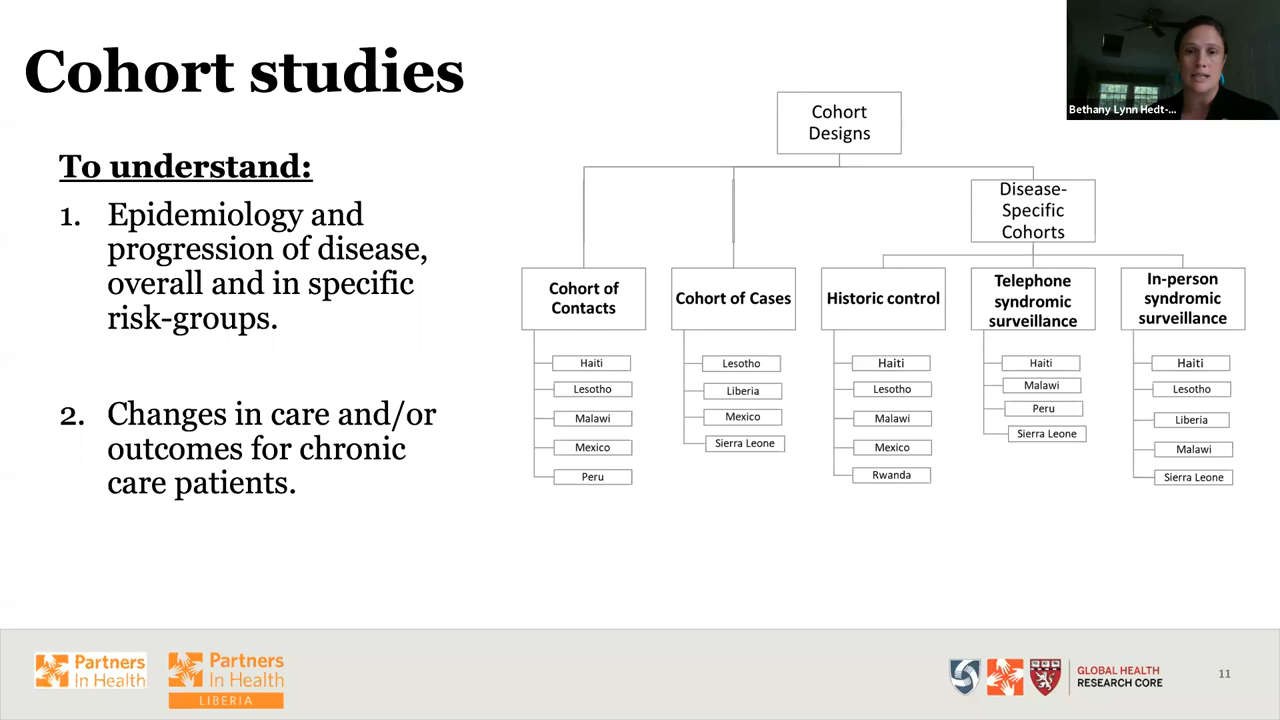 Cohort studies
To understand:
1. Epidemiology and
progression of disease,
overall and in specific
risk-groups.
2. Changes in care and/or
outcomes for chronic
care patients.
Bethany Lynn Hedt-...
Cohort
Designs
Disease-
Specific
Cohorts
Cohort of
Contacts
Haiti
Lesotho
Malawi
Mexico
Peru
Cohort of Cases
Lesotho
Liberia
Mexico
Sierra Leone
Historic control
Haiti
Lesotho
Malawi
Mexico
Rwanda
Telephone
syndromic
surveillance
Haiti
Malawi
Peru
Sierra Leone
In-person
syndromic
surveillance
Haiti
Lesotho
Liberia
Malawi
Sierra Leone
Partners
In Health
Partners
In Health
LIBERIA
GLOBAL HEALTH
RESEARCH CORE
11